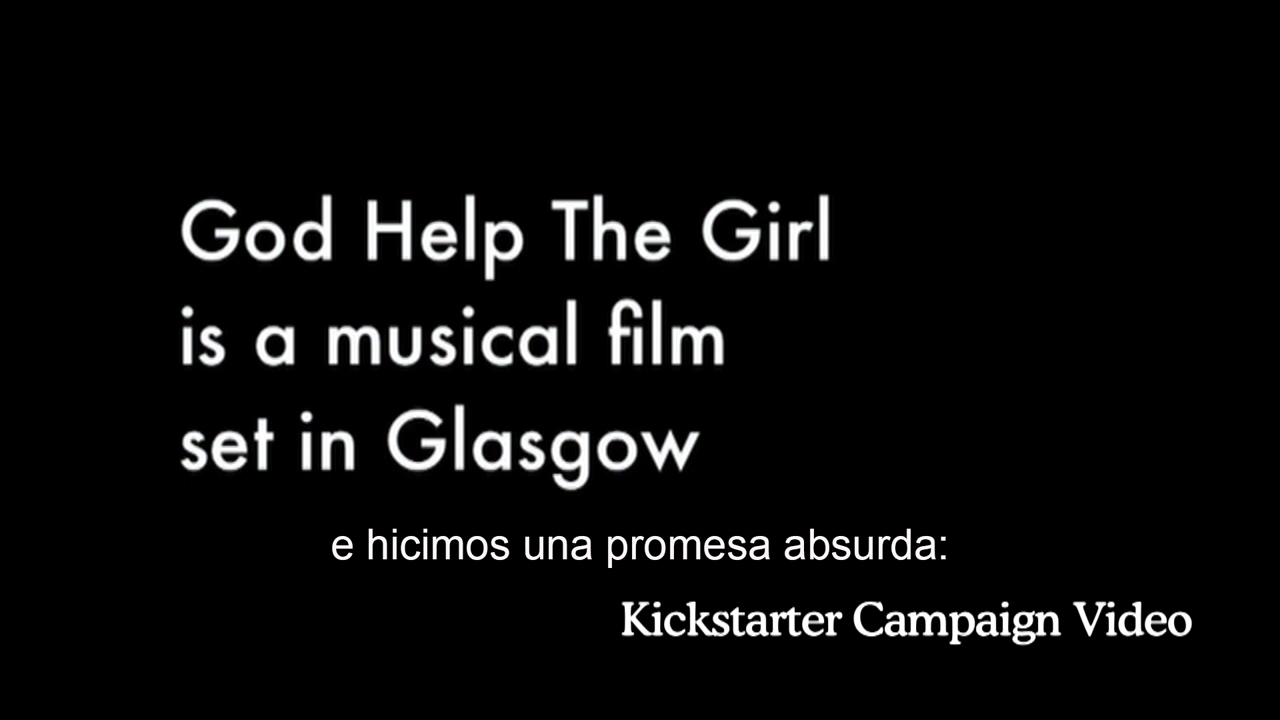 God Help The Girl
is a musical film
set in Glasgow
e hicimos una promesa absurda:
Kickstarter Campaign Video